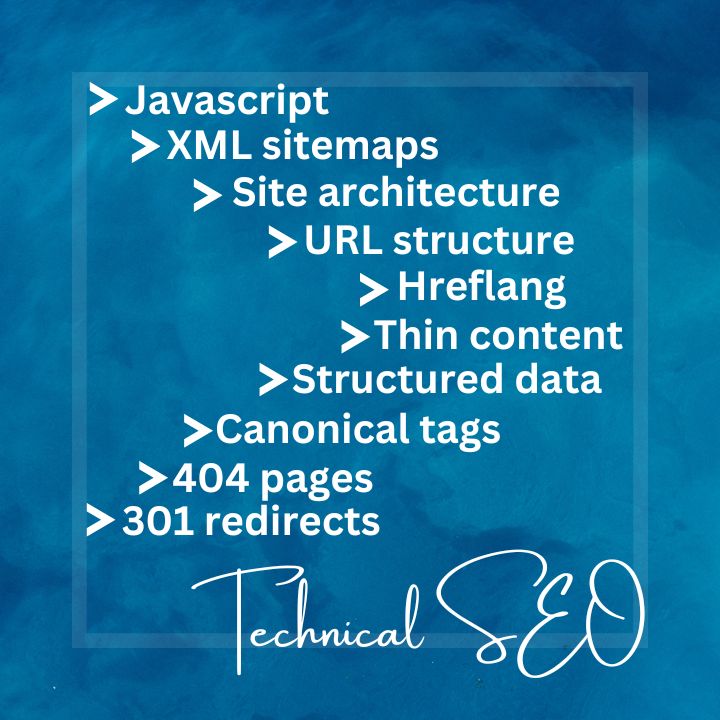 > Javascript
> XML sitemaps
> Site architecture
> URL structure
> Hreflang
> Thin content
> Structured data
> Canonical tags
> 404 pages
> 301 redirects
Technical SEO